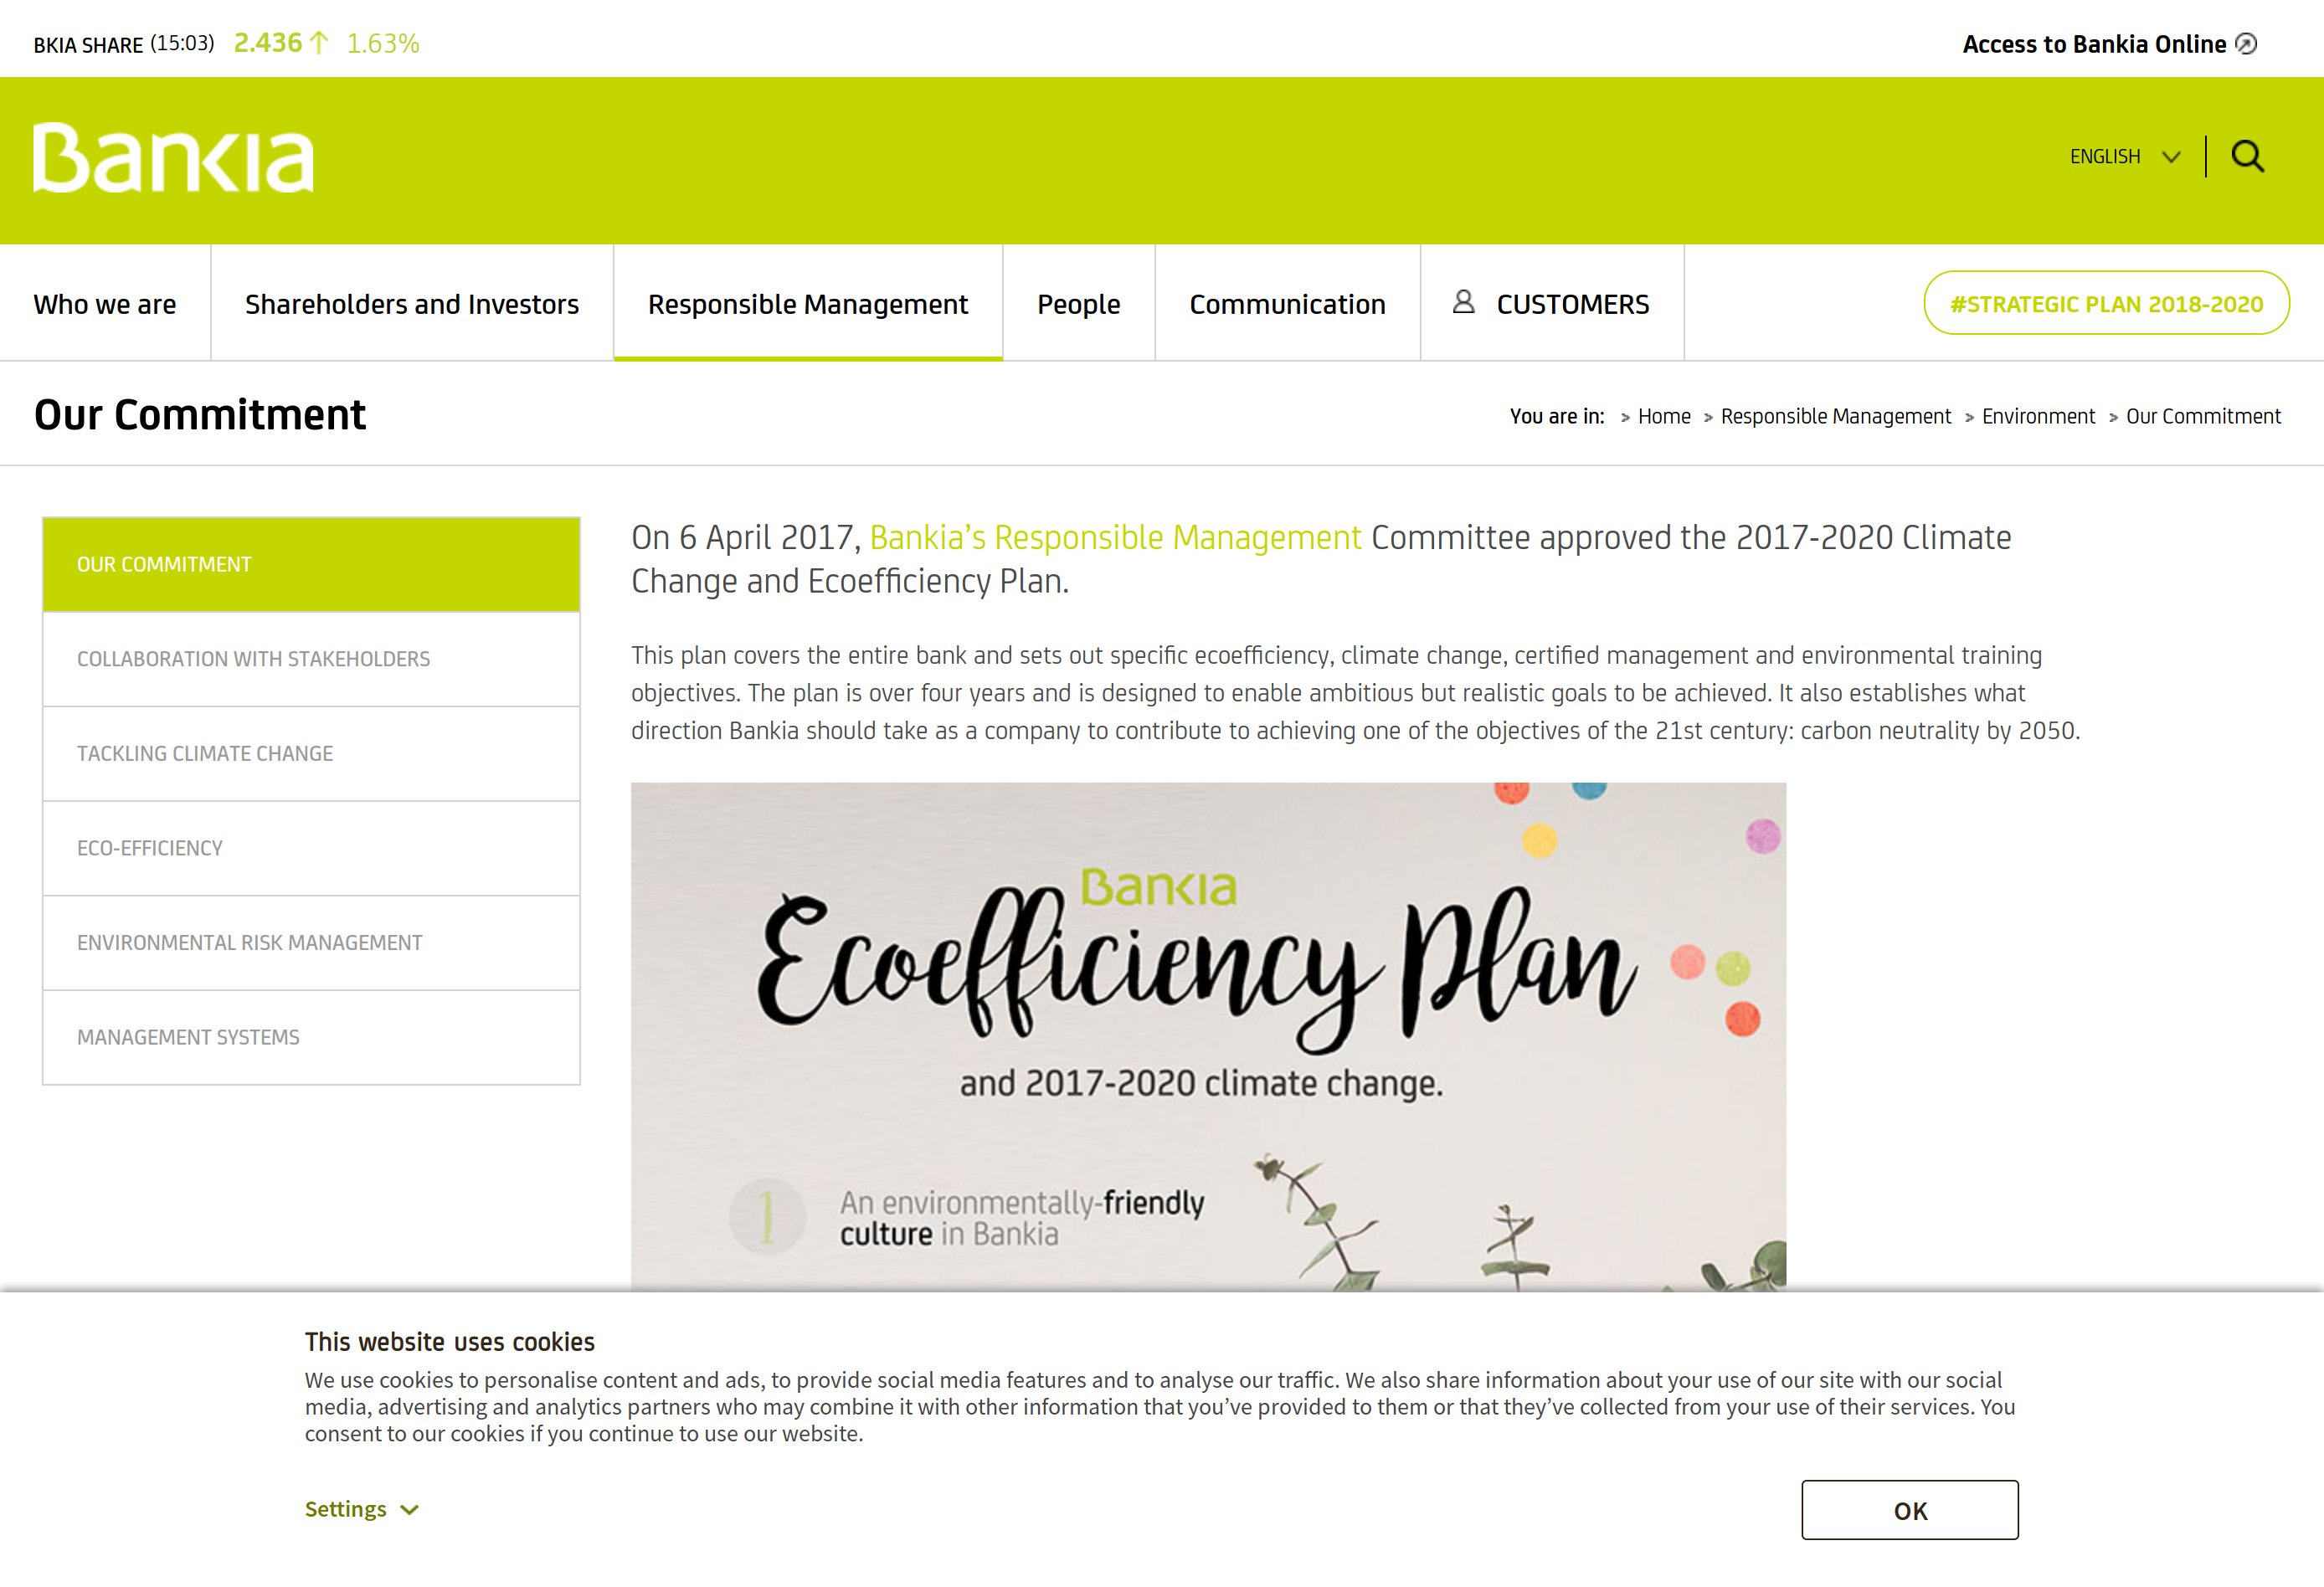 BKIA SHARE (15:03) 2.436 ↑ 1.63%
Access to Bankia Online
Bankia
ENGLISH
Who we are
Shareholders and Investors
Responsible Management
People
Communication
CUSTOMERS
#STRATEGIC PLAN 2018-2020
Our Commitment
You are in: > Home > Responsible Management > Environment > Our Commitment
OUR COMMITMENT
COLLABORATION WITH STAKEHOLDERS
TACKLING CLIMATE CHANGE
ECO-EFFICIENCY
ENVIRONMENTAL RISK MANAGEMENT
MANAGEMENT SYSTEMS
On 6 April 2017, Bankia’s Responsible Management Committee approved the 2017-2020 Climate
Change and Ecoefficiency Plan.
This plan covers the entire bank and sets out specific ecoefficiency, climate change, certified management and environmental training
objectives. The plan is over four years and is designed to enable ambitious but realistic goals to be achieved. It also establishes what
direction Bankia should take as a company to contribute to achieving one of the objectives of the 21st century: carbon neutrality by 2050.
Bankia
Ecoefficiency Plan
and 2017-2020 climate change.
1
An environmentally-friendly
culture in Bankia
This website uses cookies
We use cookies to personalise content and ads, to provide social media features and to analyse our traffic. We also share information about your use of our site with our social
media, advertising and analytics partners who may combine it with other information that you’ve provided to them or that they’ve collected from your use of their services. You
consent to our cookies if you continue to use our website.
Settings
OK